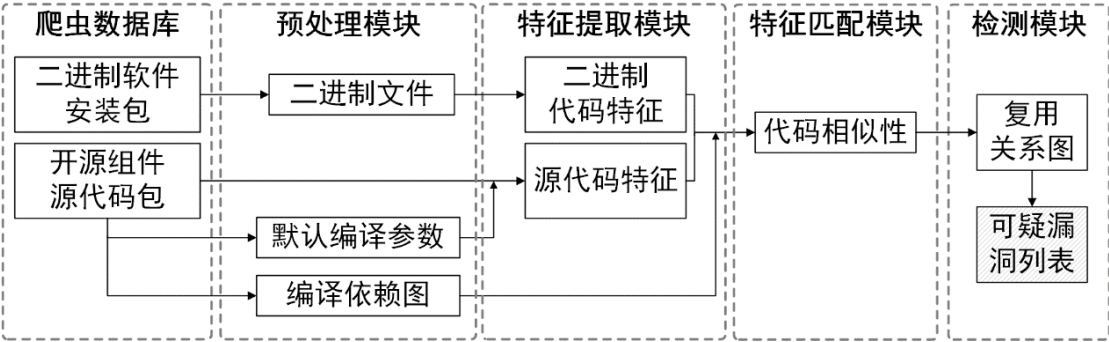 爬虫数据库
二进制软件
安装包
开源组件
源代码包
预处理模块
二进制文件
默认编译参数
编译依赖图
特征提取模块
二进制
代码特征
源代码特征
特征匹配模块
代码相似性
检测模块
复用
关系图
可疑漏
洞列表